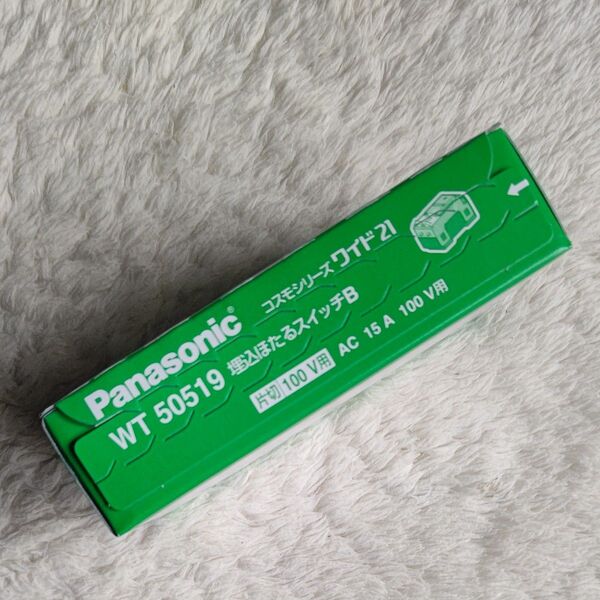 Panasonic
コスモシリーズ ワイド21
WT 50519 埋込ほたるスイッチB
片切 100 V用 AC 15 A 100 V用